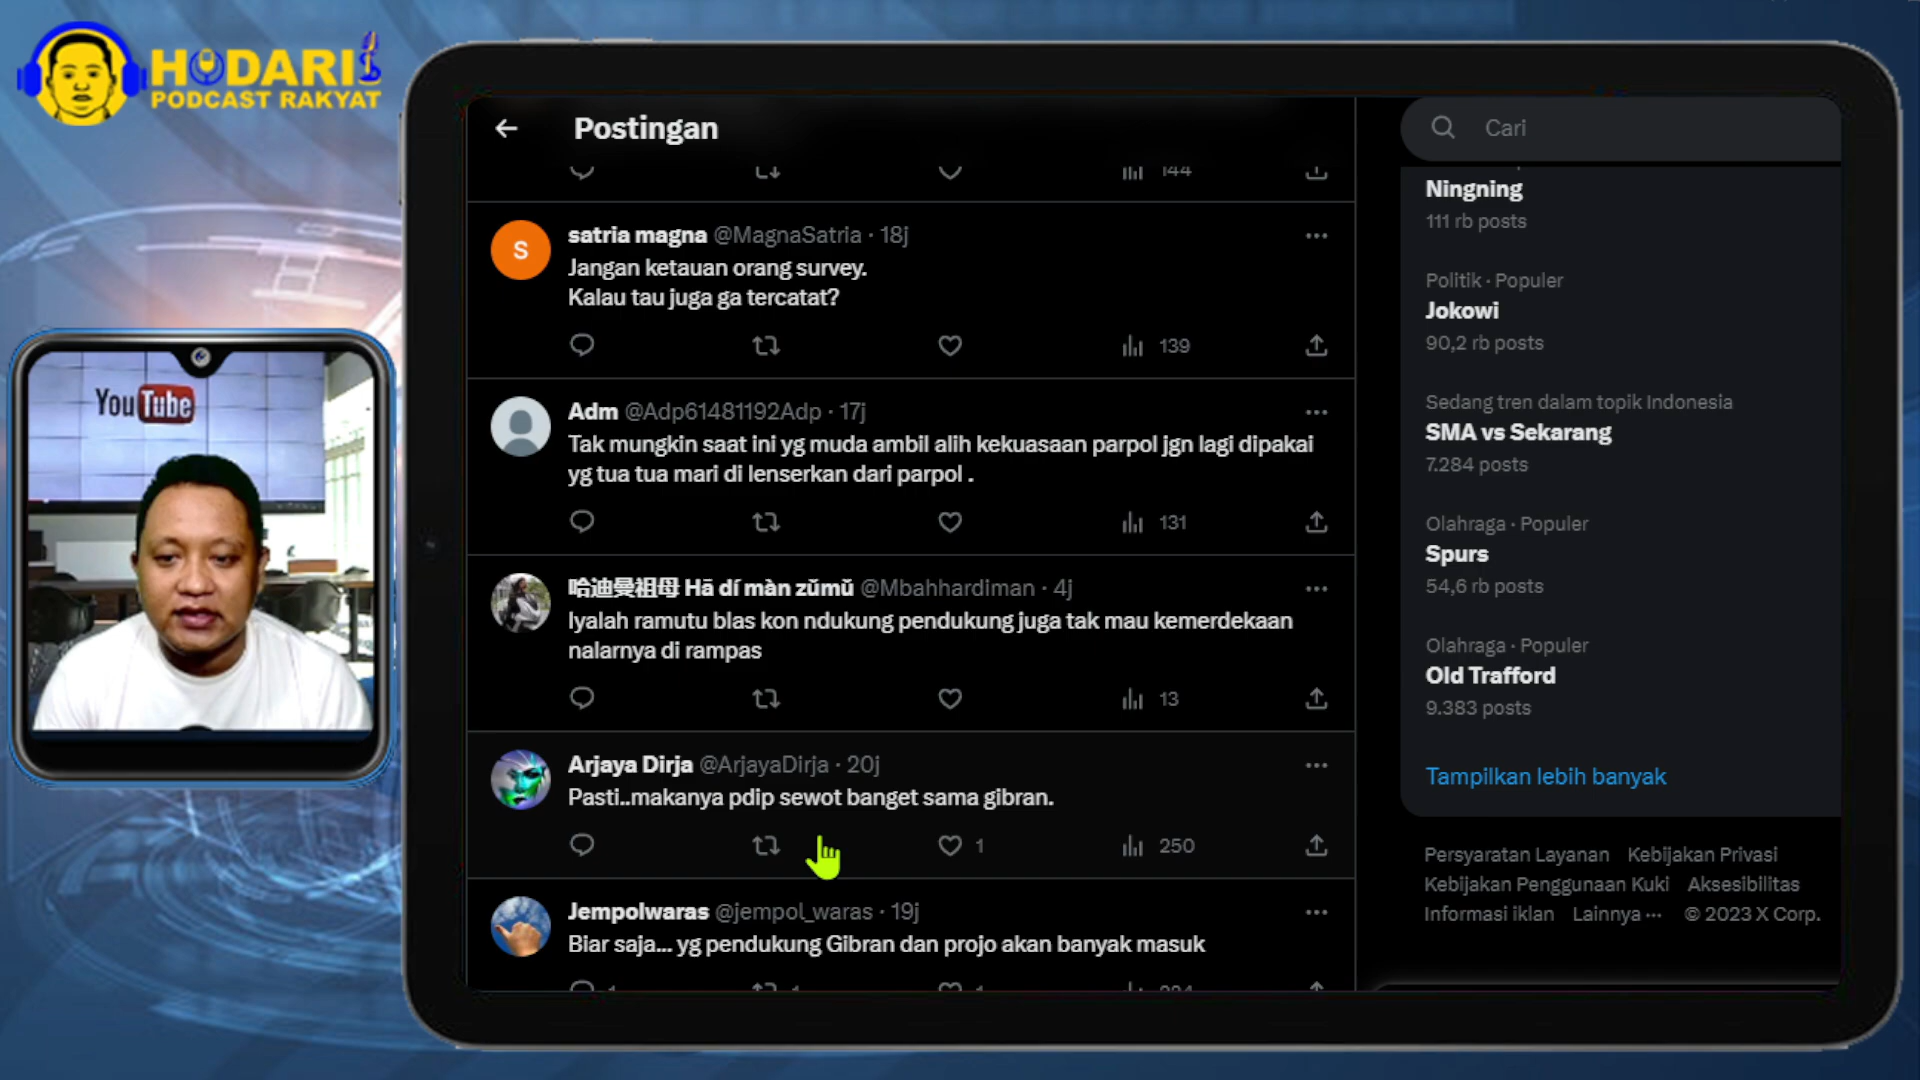 HODARI
PODCAST RAKYAT
YouTube
Postingan
144
satria magna @MagnaSatria · 18j
Jangan ketauan orang survey.
Kalau tau juga ga tercatat?
139
Adm @Adp61481192Adp · 17j
Tak mungkin saat ini yg muda ambil alih kekuasaan parpol jgn lagi dipakai
yg tua tua mari di lenserkan dari parpol .
131
哈迪曼祖母 Hā dí màn zǔmǔ @Mbahhardiman · 4j
Iyalah ramutu blas kon ndukung pendukung juga tak mau kemerdekaan
nalarnya di rampas
13
Arjaya Dirja @ArjayaDirja · 20j
Pasti..makanya pdip sewot banget sama gibran.
1 250
Jempolwaras @jempol_waras · 19j
Biar saja... yg pendukung Gibran dan projo akan banyak masuk
Cari
Ningning
111 rb posts
Politik · Populer
Jokowi
90,2 rb posts
Sedang tren dalam topik Indonesia
SMA vs Sekarang
7.284 posts
Olahraga · Populer
Spurs
54,6 rb posts
Olahraga · Populer
Old Trafford
9.383 posts
Tampilkan lebih banyak
Persyaratan Layanan Kebijakan Privasi
Kebijakan Penggunaan Kuki Aksesibilitas
Informasi iklan Lainnya ··· © 2023 X Corp.